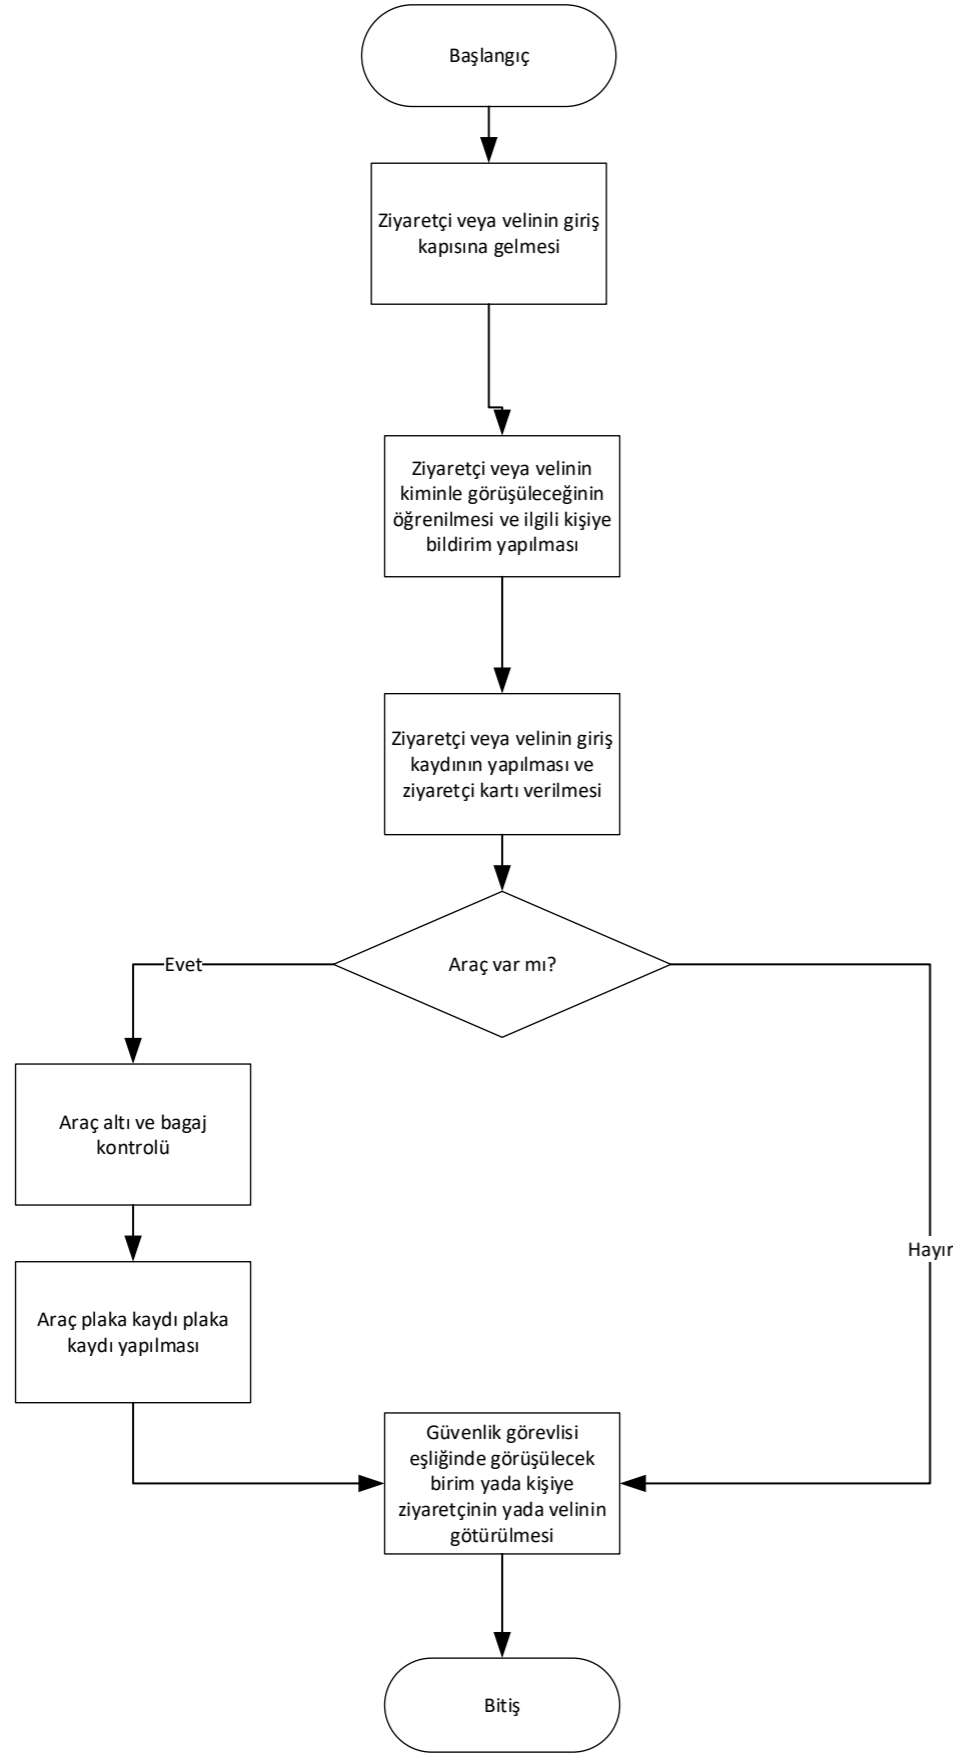 Başlangıç
Ziyaretçi veya velinin giriş
kapısına gelmesi
Ziyaretçi veya velinin
kiminle görüşüleceğinin
öğrenilmesi ve ilgili kişiye
bildirim yapılması
Ziyaretçi veya velinin giriş
kaydının yapılması ve
ziyaretçi kartı verilmesi
Araç var mı?
Evet
Araç altı ve bagaj
kontrolü
Hayır
Araç plaka kaydı plaka
kaydı yapılması
Güvenlik görevlisi
eşliğinde görüşülecek
birim yada kişiye
ziyaretçinin yada velinin
götürülmesi
Bitiş